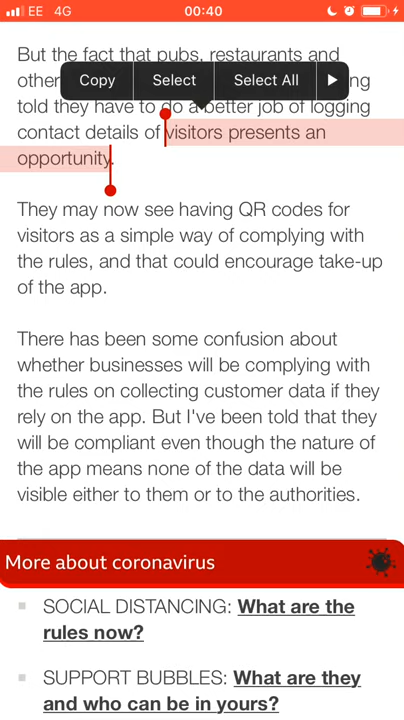 EE 4G 00:40
But the fact that pubs, restaurants and
other ng
Copy Select Select All
told they have to do a better job of logging
contact details of visitors presents an
opportunity.
They may now see having QR codes for
visitors as a simple way of complying with
the rules, and that could encourage take-up
of the app.
There has been some confusion about
whether businesses will be complying with
the rules on collecting customer data if they
rely on the app. But I've been told that they
will be compliant even though the nature of
the app means none of the data will be
visible either to them or to the authorities.
More about coronavirus
SOCIAL DISTANCING: What are the
rules now?
SUPPORT BUBBLES: What are they
and who can be in yours?